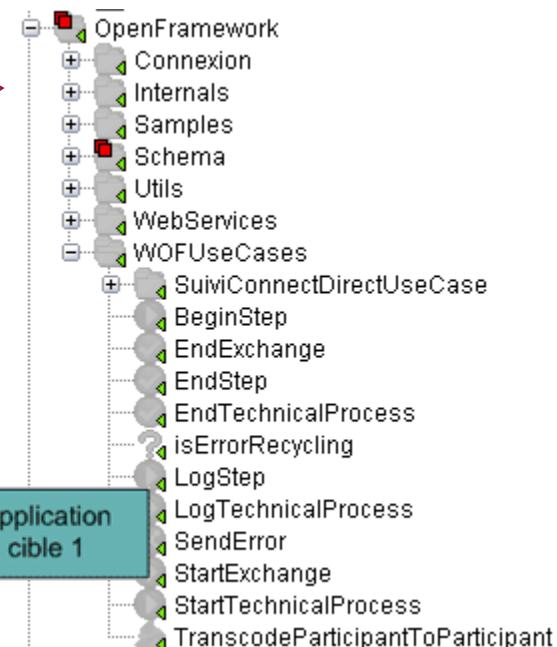 OpenFramework
Connexion
Internals
Samples
Schema
Utils
WebServices
WOFUseCases
SuiviConnectDirectUseCase
BeginStep
EndExchange
EndStep
EndTechnicalProcess
isErrorRecycling
LogStep
LogTechnicalProcess
SendError
StartExchange
StartTechnicalProcess
TranscodeParticipantToParticipant
pplication
cible 1